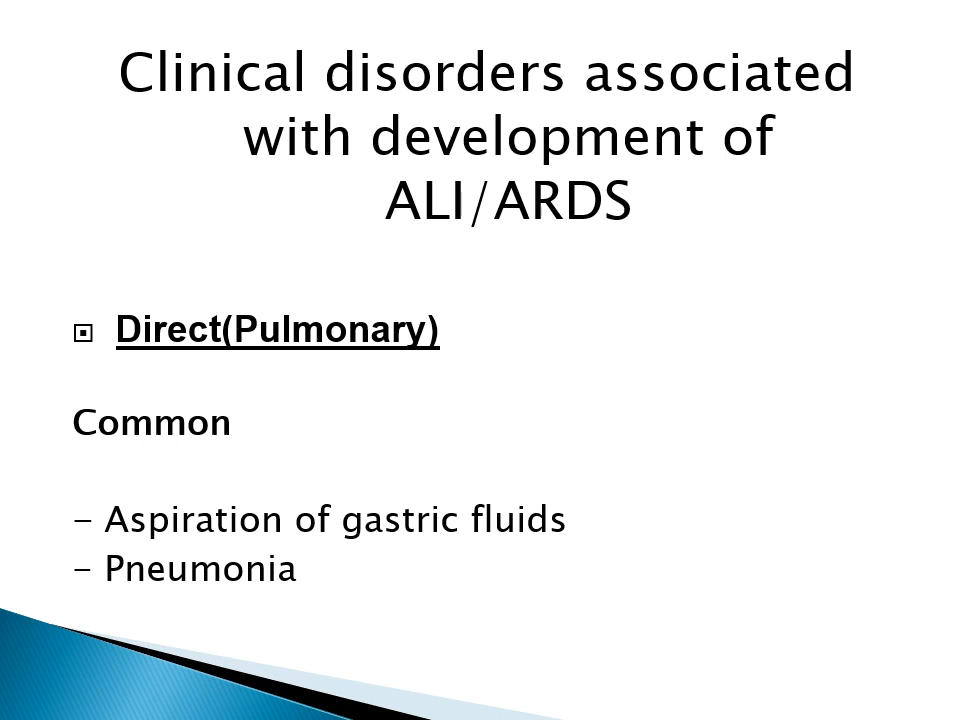 Clinical disorders associated
with development of
ALI/ARDS
Direct(Pulmonary)
Common
- Aspiration of gastric fluids
- Pneumonia